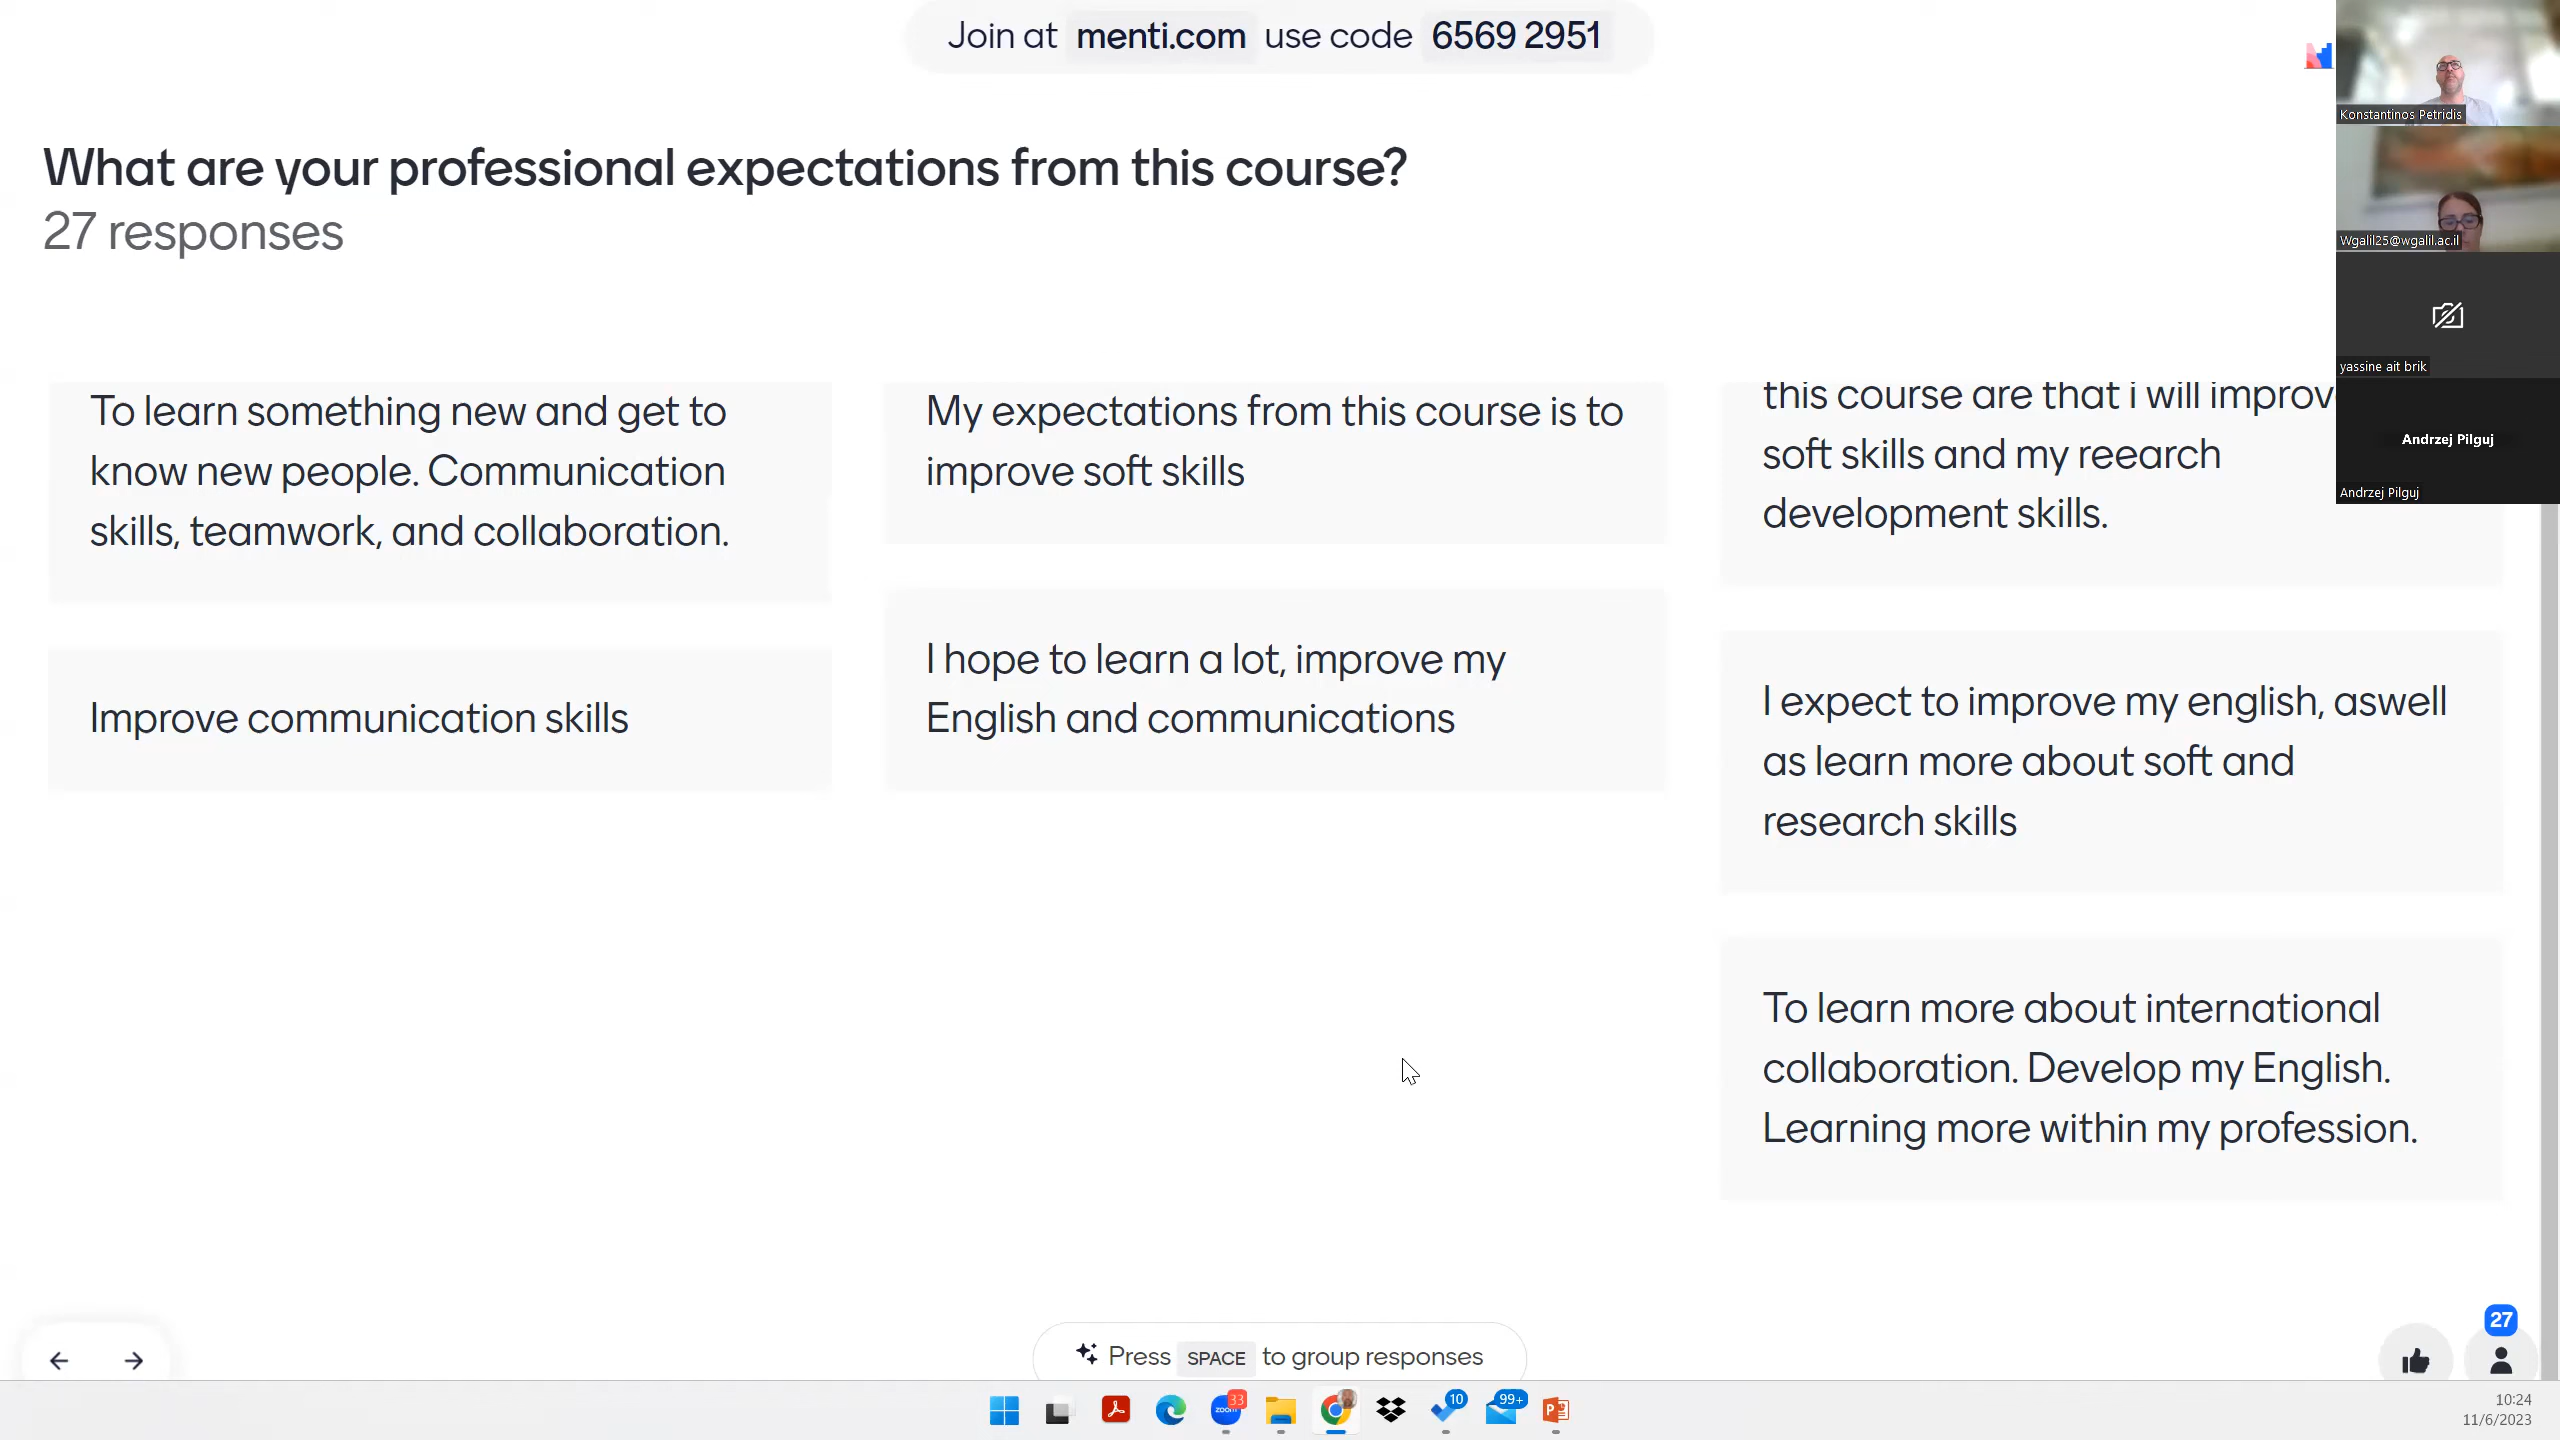 Join at menti.com use code 6569 2951
What are your professional expectations from this course?
27 responses
To learn something new and get to
know new people. Communication
skills, teamwork, and collaboration.
Improve communication skills
My expectations from this course is to
improve soft skills
I hope to learn a lot, improve my
English and communications
this course are that i will improv
soft skills and my reearch
development skills.
I expect to improve my english, aswell
as learn more about soft and
research skills
To learn more about international
collaboration. Develop my English.
Learning more within my profession.
Konstantinos Petridis
Wgalil25@wgalil.ac.il
yassine ait brik
Andrzej Pilguj
Andrzej Pilguj
Press SPACE to group responses
27
zoom
33
10
99+
10:24
11/6/2023